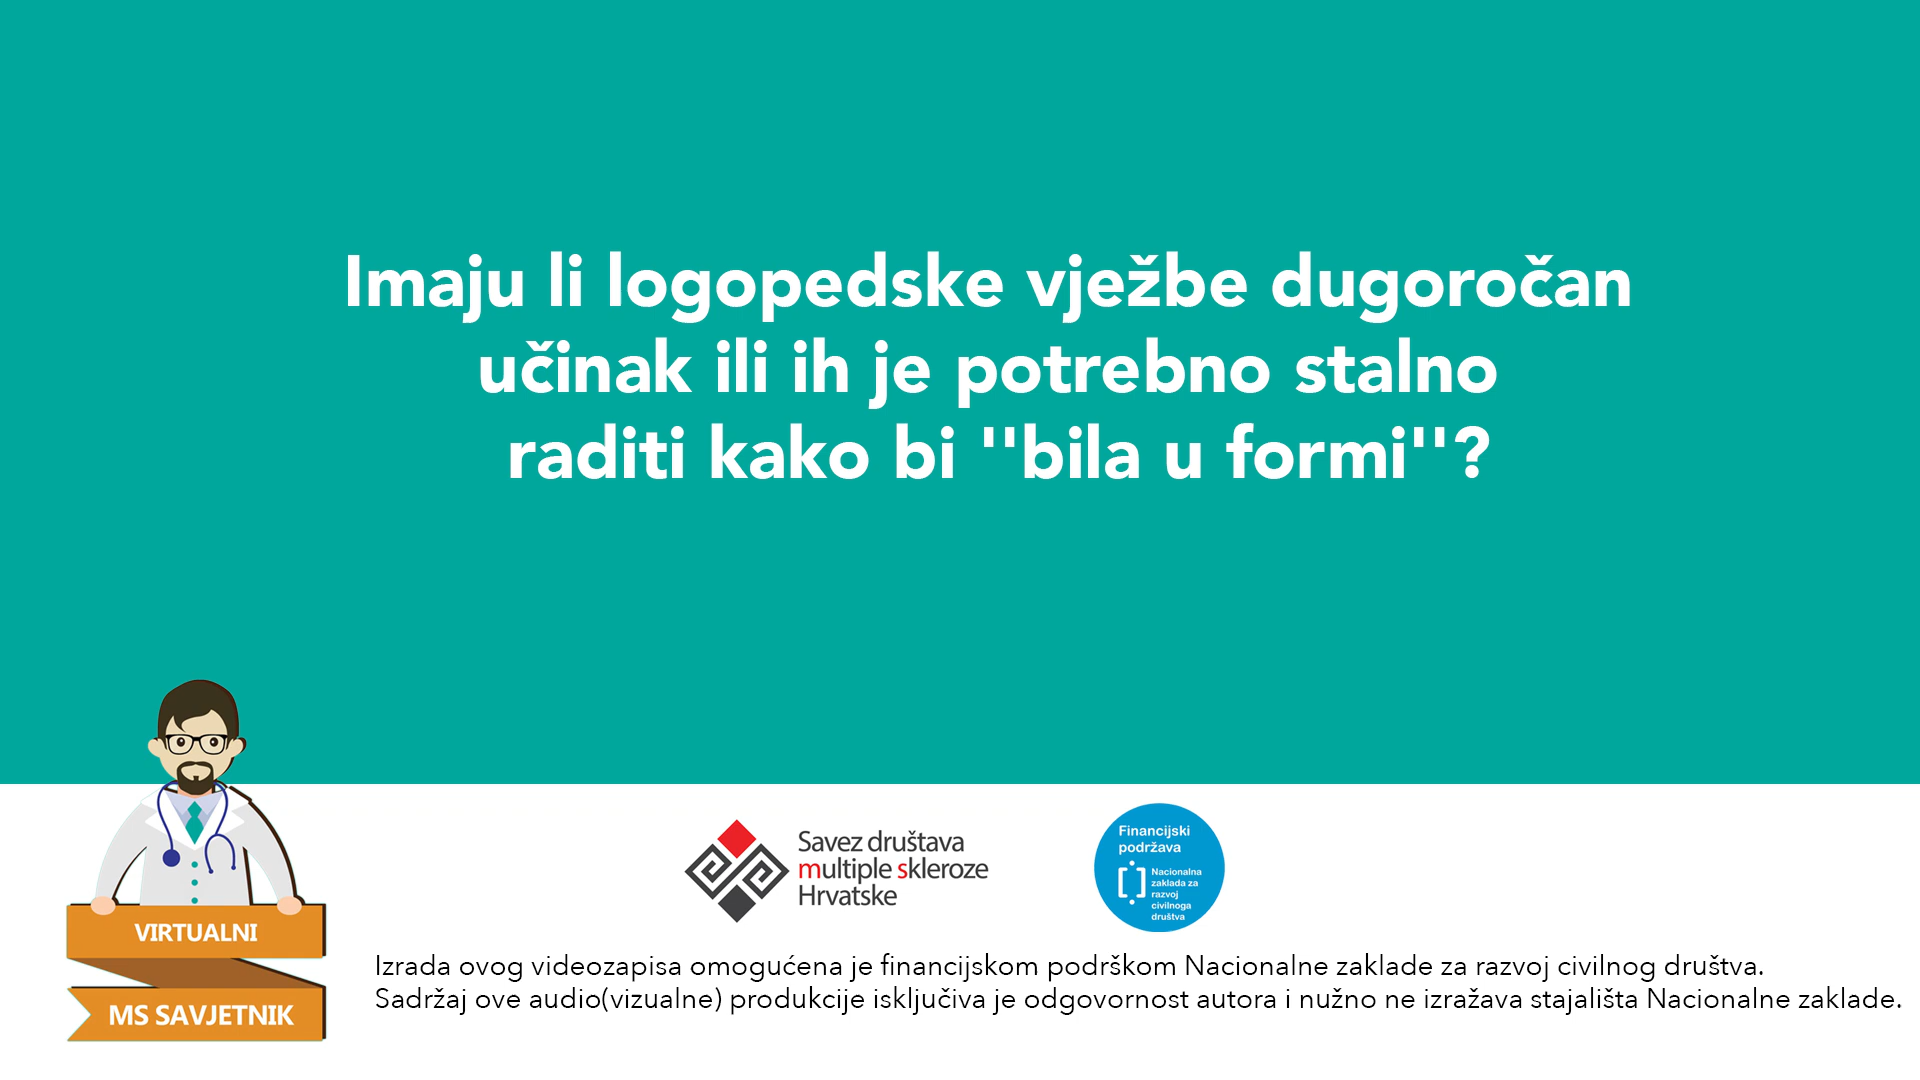 Imaju li logopedske vježbe dugoročan
učinak ili ih je potrebno stalno
raditi kako bi ''bila u formi''?
Savez društava
multiple skleroze
Hrvatske
Financijski
podržava
Nacionalna
zaklada za
razvoj
civilnoga
društva
VIRTUALNI
MS SAVJETNIK
Izrada ovog videozapisa omogućena je financijskom podrškom Nacionalne zaklade za razvoj civilnog društva.
Sadržaj ove audio(vizualne) produkcije isključiva je odgovornost autora i nužno ne izražava stajališta Nacionalne zaklade.